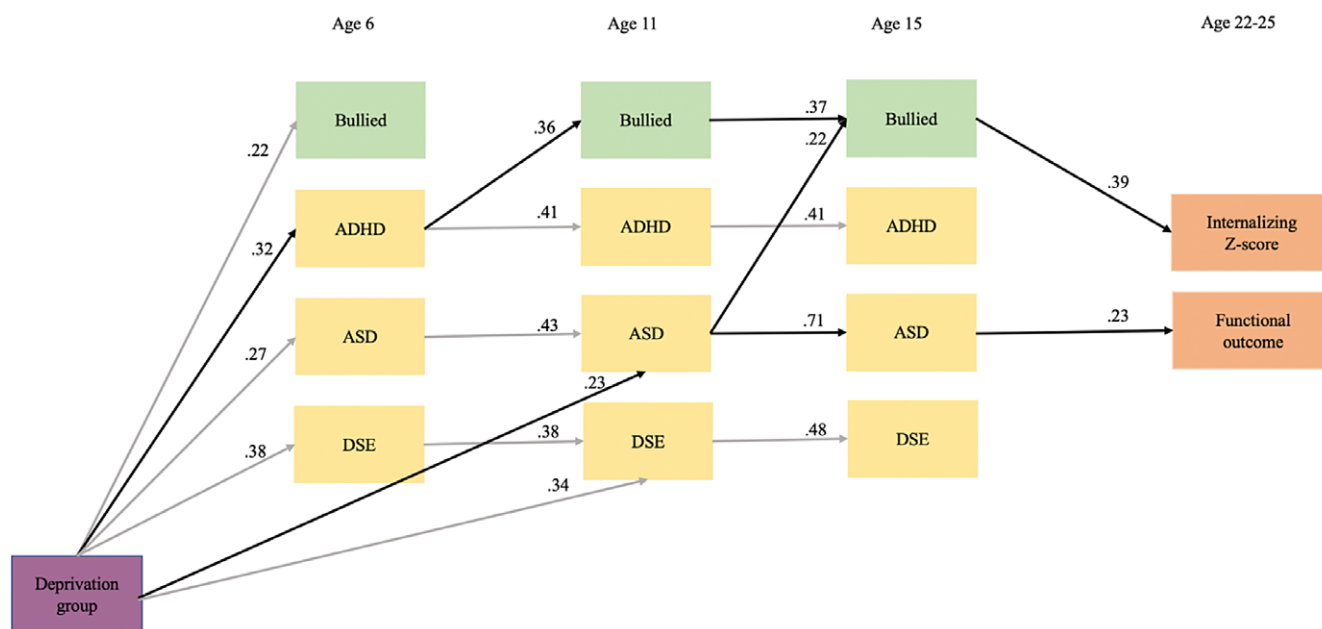 Age 6
Age 11
Age 15
Age 22-25
Bullied
Bullied
.37
Bullied
.22
.36
.22
.39
ADHD
.41
ADHD
.41
ADHD
Internalizing
Z-score
.32
.27
ASD
.43
ASD
.71
ASD
.23
Functional
outcome
.23
.38
DSE
.38
DSE
.48
DSE
.34
Deprivation
group